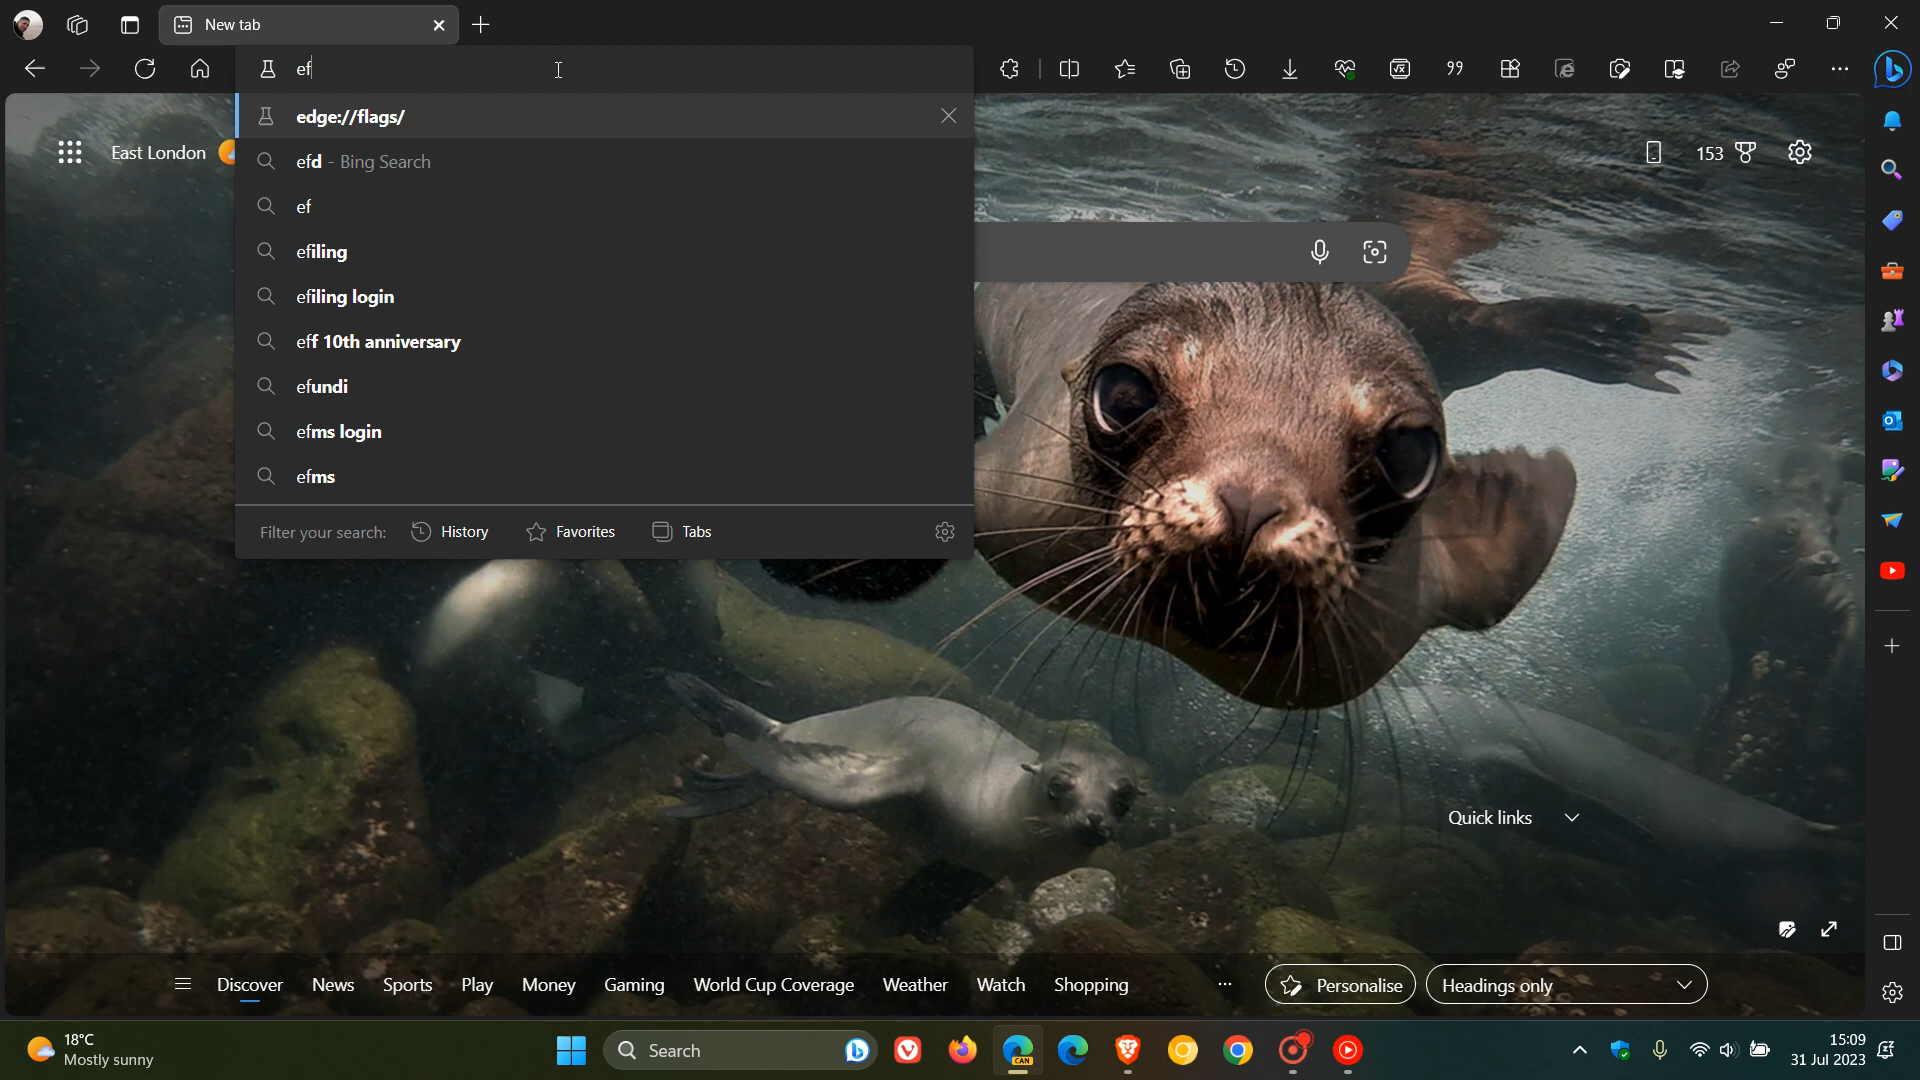 New tab
ef
edge://flags/
efd - Bing Search
ef
efiling
efiling login
eff 10th anniversary
efundi
efms login
efms
Filter your search: History Favorites Tabs
East London
153
Quick links
Discover News Sports Play Money Gaming World Cup Coverage Weather Watch Shopping ... Personalise Headings only
18°C
Mostly sunny
Search
CAN
15:09
31 Jul 2023